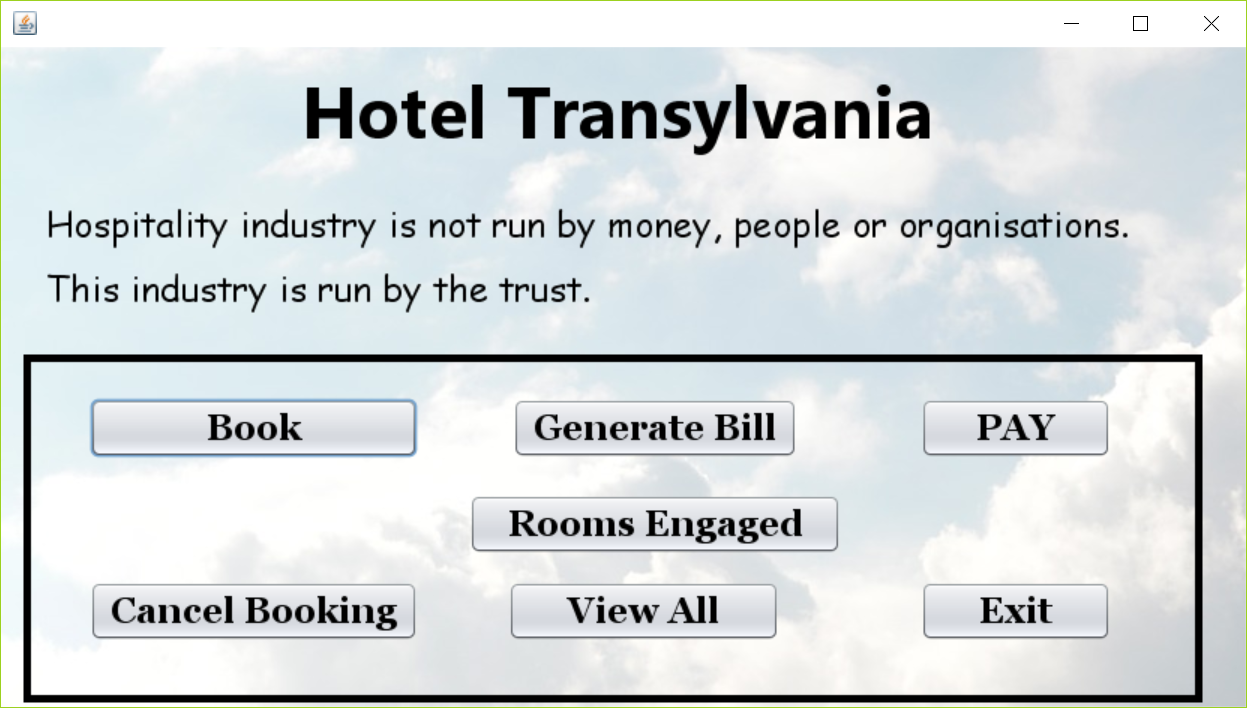 Hotel Transylvania
Hospitality industry is not run by money, people or organisations.
This industry is run by the trust.
Book
Generate Bill
PAY
Rooms Engaged
Cancel Booking
View All
Exit